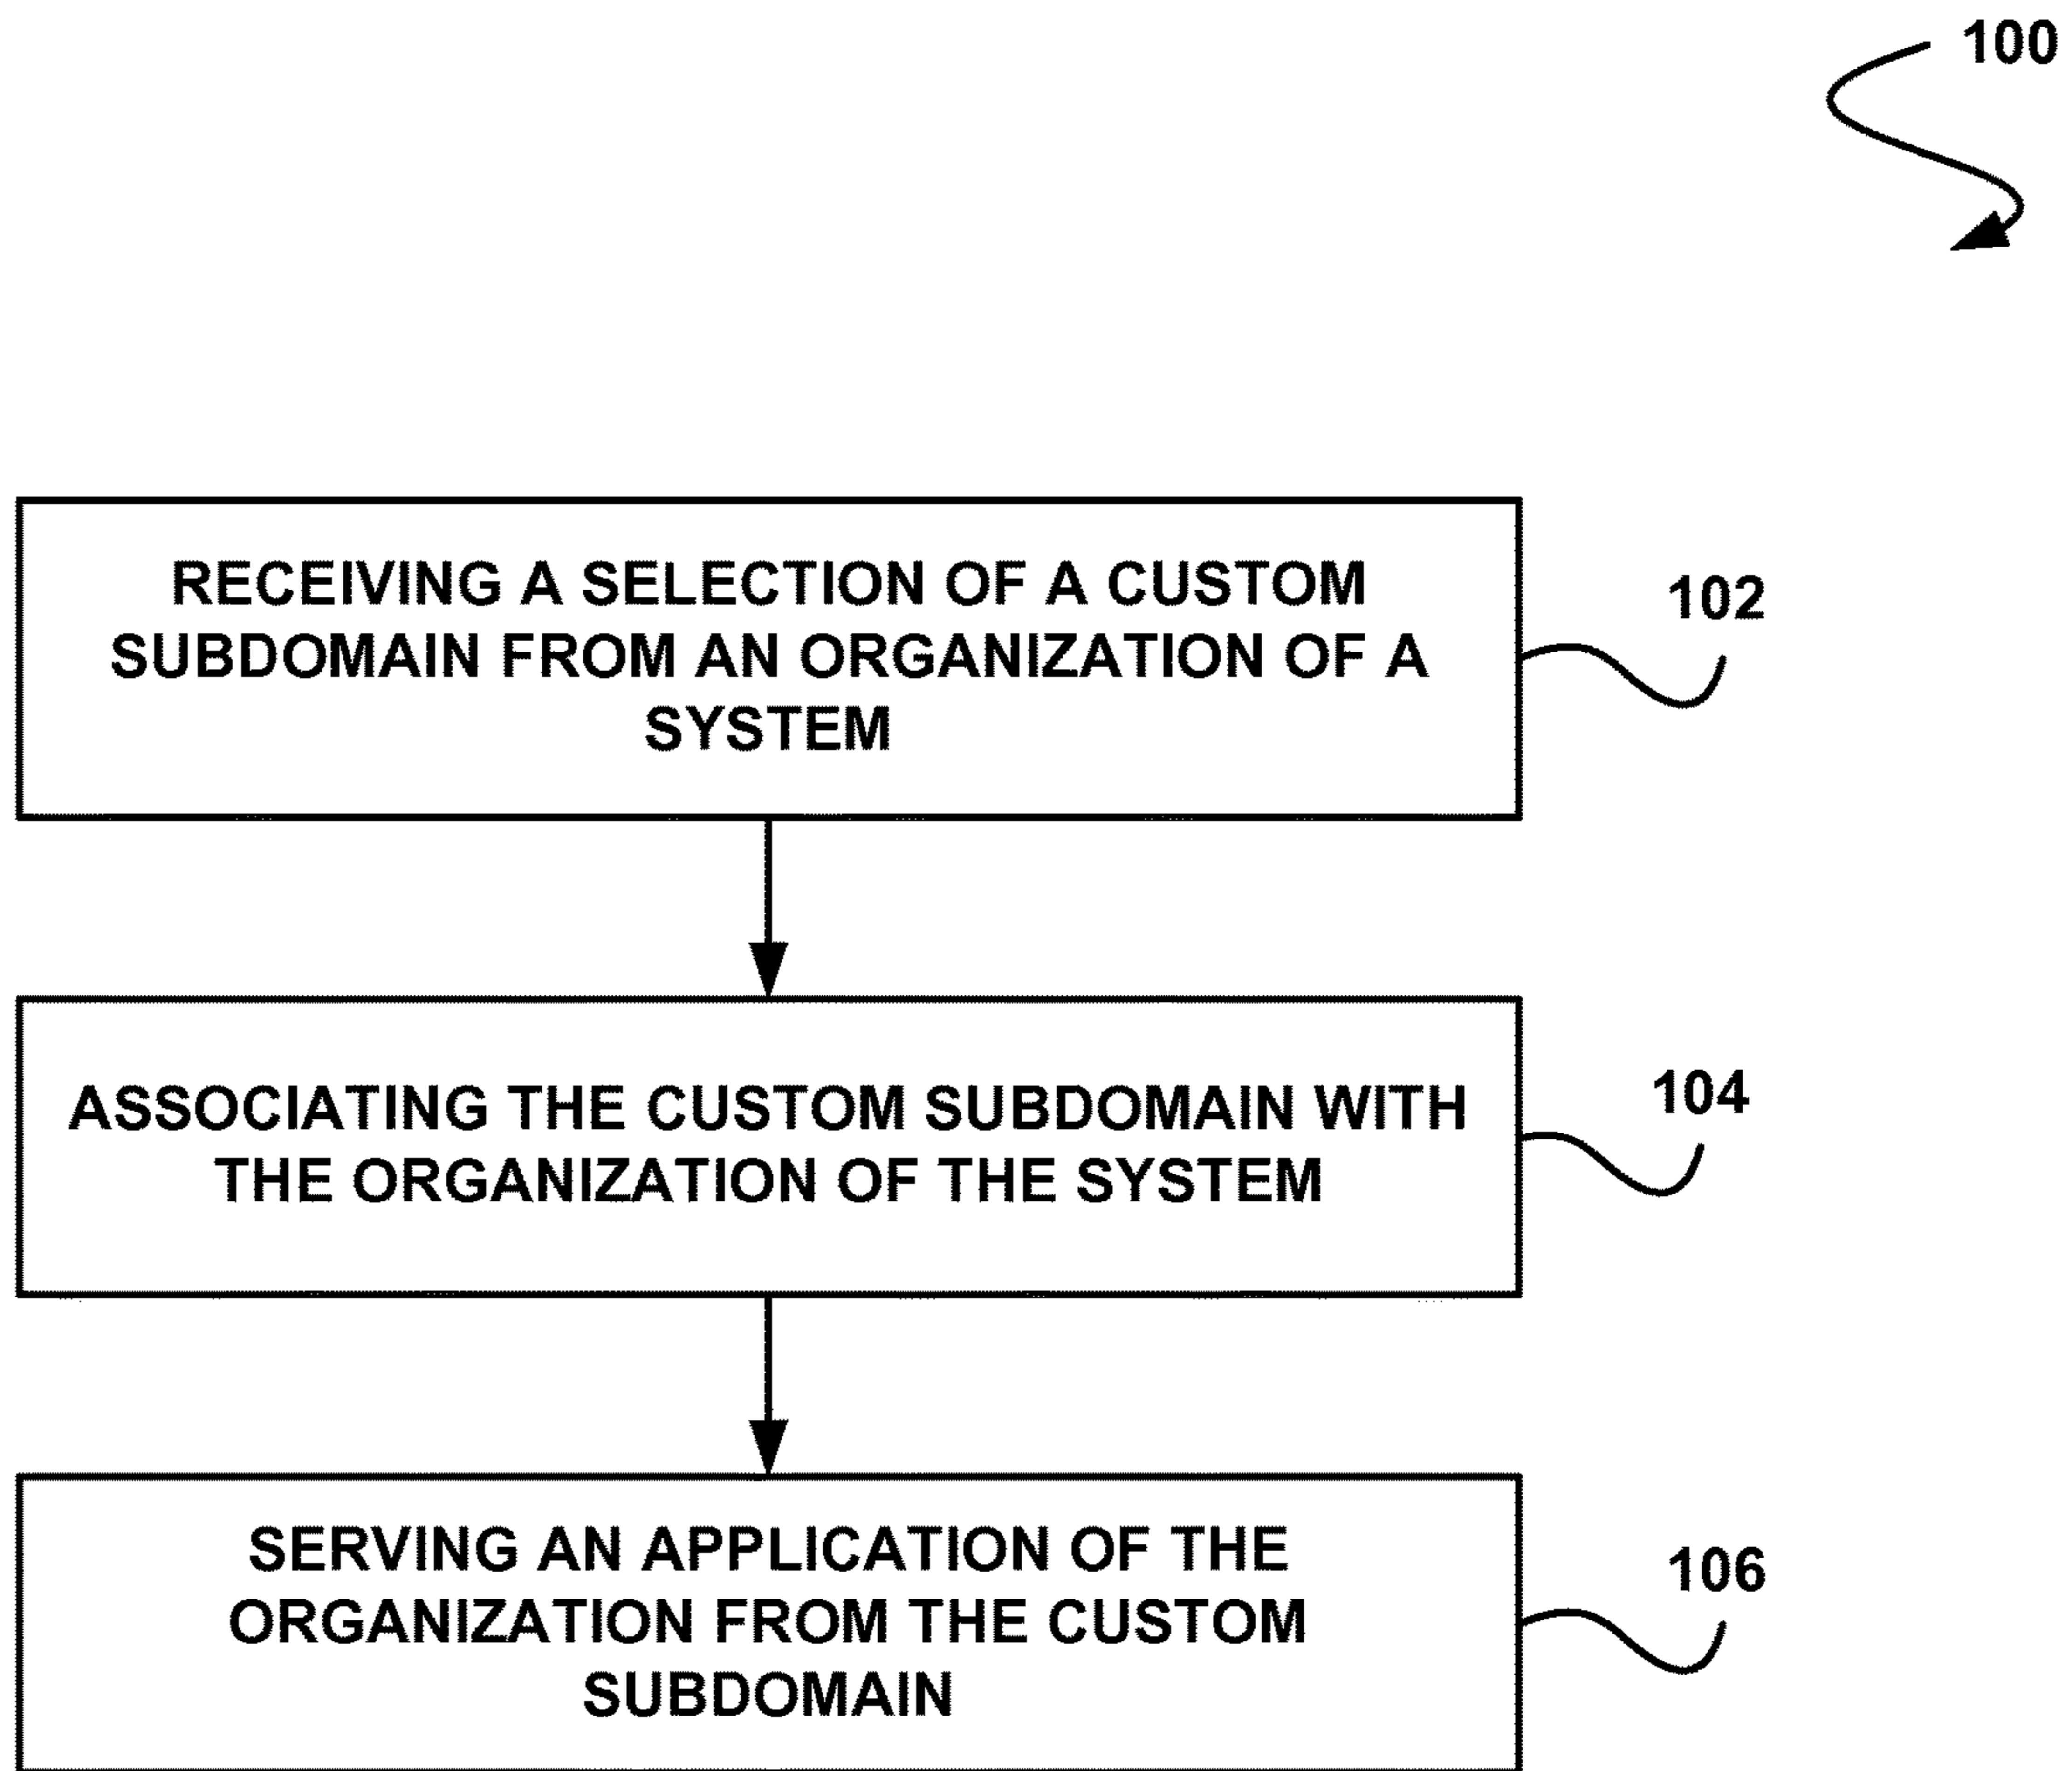 100
RECEIVING A SELECTION OF A CUSTOM
SUBDOMAIN FROM AN ORGANIZATION OF A
SYSTEM
102
ASSOCIATING THE CUSTOM SUBDOMAIN WITH
THE ORGANIZATION OF THE SYSTEM
104
SERVING AN APPLICATION OF THE
ORGANIZATION FROM THE CUSTOM
SUBDOMAIN
106